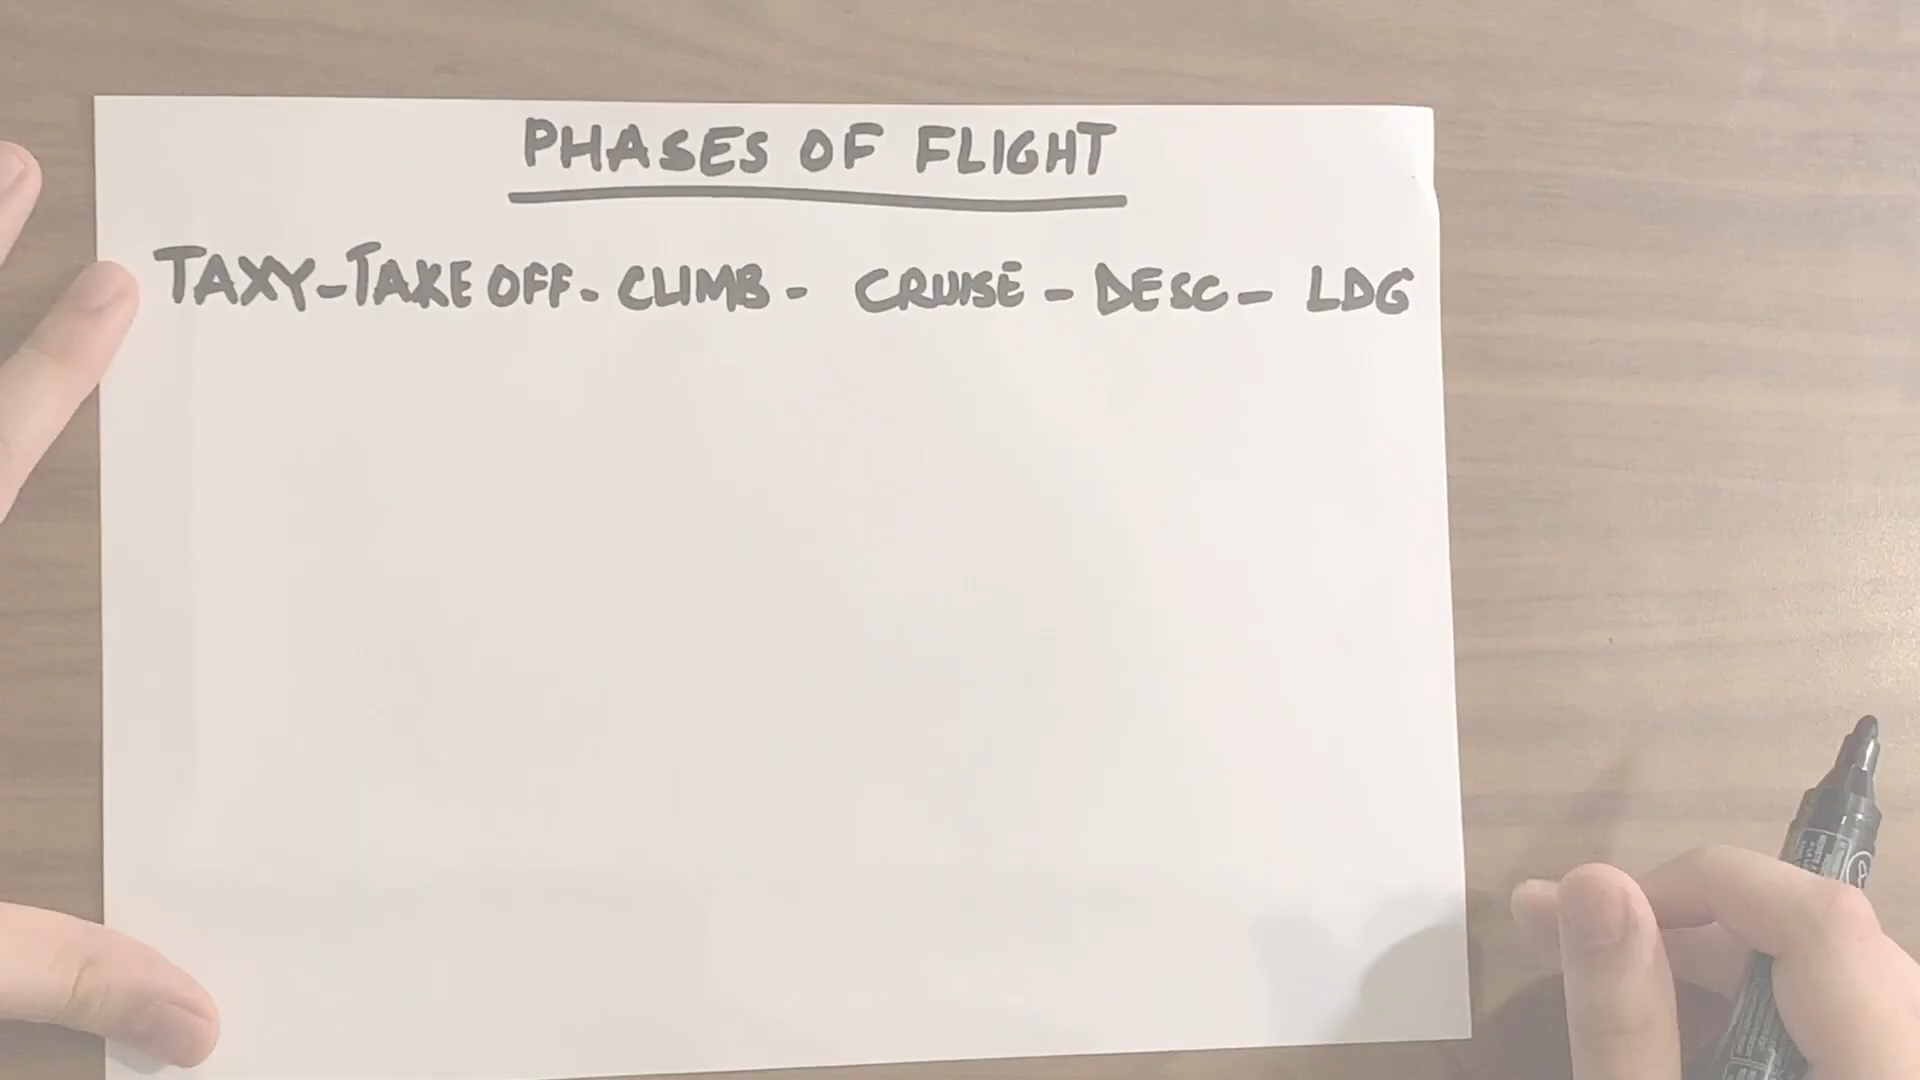 PHASES OF FLIGHT
TAXY-TAKE OFF- CLIMB - CRUISE - DESC - LDG